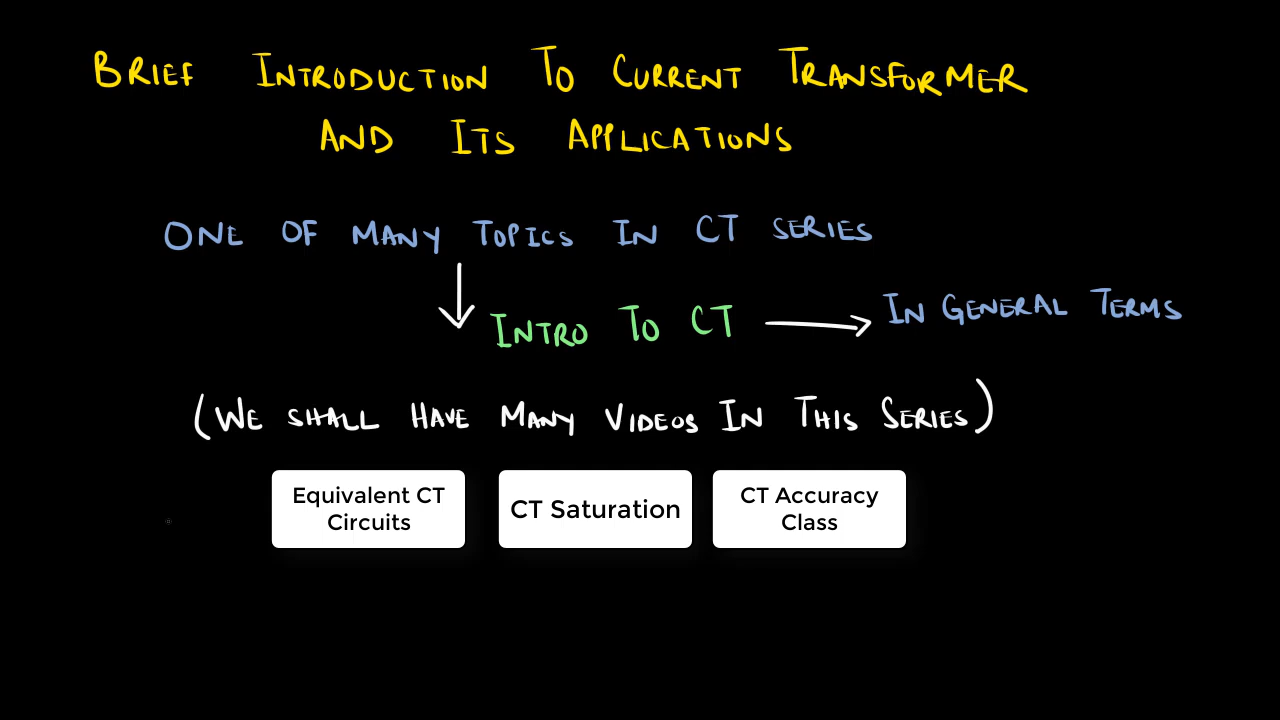 BRIEF INTRODUCTION TO CURRENT TRANSFORMER
AND ITS APPLICATIONS
ONE OF MANY TOPICS IN CT SERIES
INTRO TO CT
IN GENERAL TERMS
(WE SHALL HAVE MANY VIDEOS IN THIS SERIES)
Equivalent CT
Circuits
CT Saturation
CT Accuracy
Class